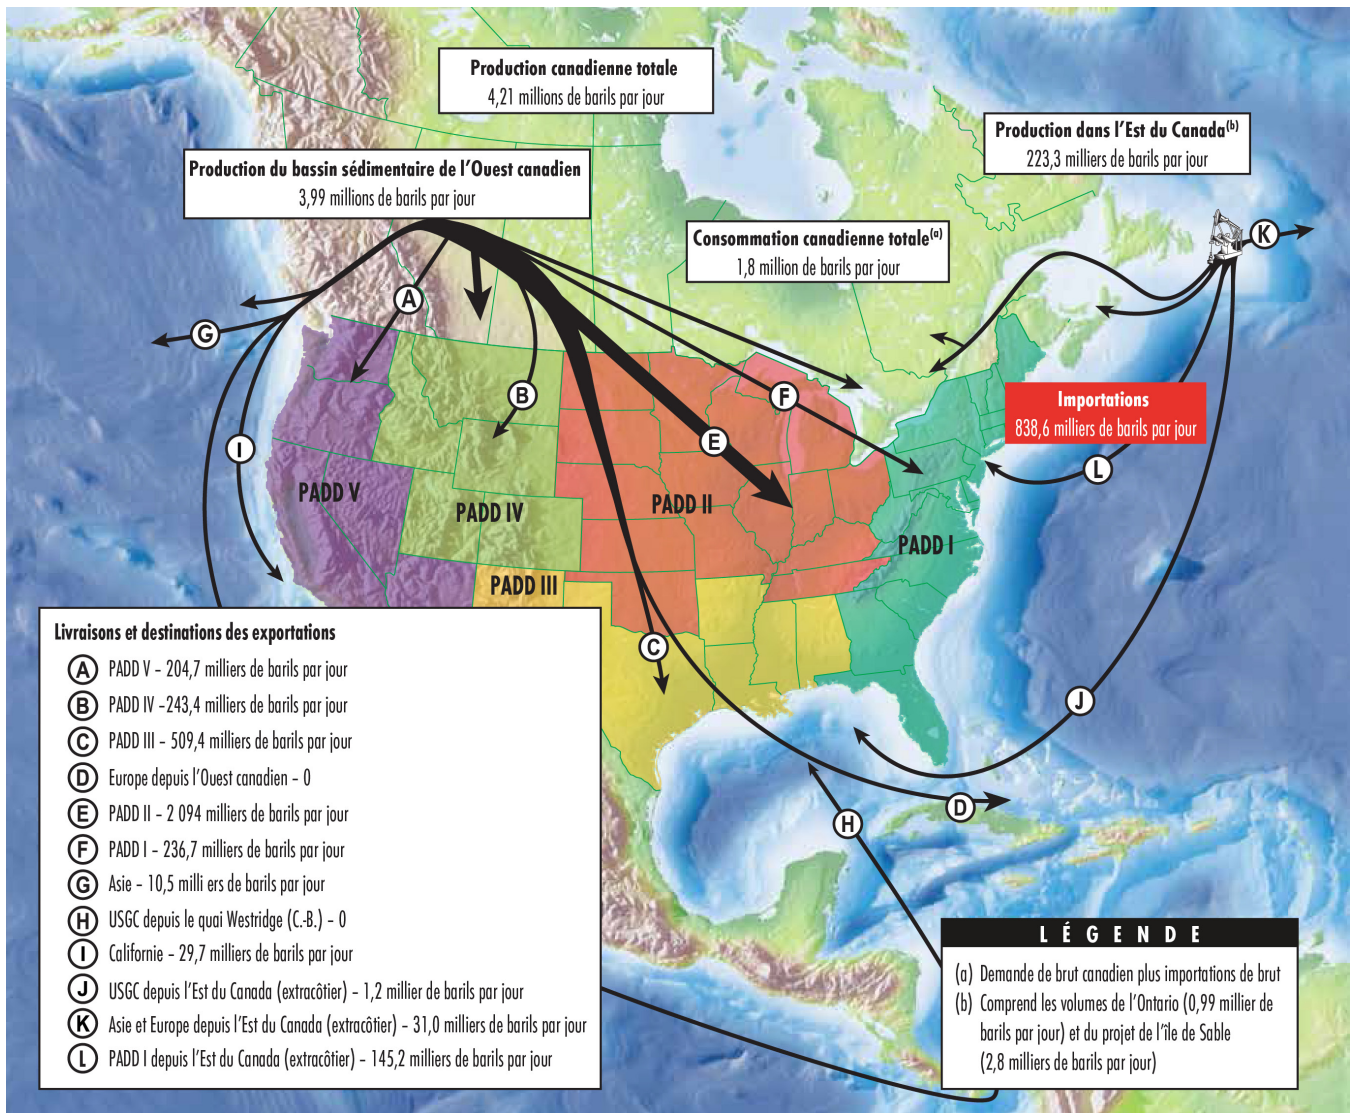 Production canadienne totale
4,21 millions de barils par jour
Production dans l'Est du Canada(b)
223,3 milliers de barils par jour
Production du bassin sédimentaire de l'Ouest canadien
3,99 millions de barils par jour
Consommation canadienne totale(a)
1,8 million de barils par jour
K
A
G
B
F
Importations
838,6 milliers de barils par jour
E
I
L
PADD V
PADD IV
PADD II
PADD I
PADD III
C
J
D
H
Livraisons et destinations des exportations
A PADD V – 204,7 milliers de barils par jour
B PADD IV –243,4 milliers de barils par jour
C PADD III – 509,4 milliers de barils par jour
D Europe depuis l'Ouest canadien – 0
E PADD II – 2 094 milliers de barils par jour
F PADD I – 236,7 milliers de barils par jour
G Asie – 10,5 milli ers de barils par jour
H USGC depuis le quai Westridge (C.-B.) – 0
I Californie – 29,7 milliers de barils par jour
J USGC depuis l'Est du Canada (extracôtier) – 1,2 millier de barils par jour
K Asie et Europe depuis l'Est du Canada (extracôtier) – 31,0 milliers de barils par jour
L PADD I depuis l'Est du Canada (extracôtier) – 145,2 milliers de barils par jour
LÉGENDE
(a) Demande de brut canadien plus importations de brut
(b) Comprend les volumes de l'Ontario (0,99 millier de
barils par jour) et du projet de l'île de Sable
(2,8 milliers de barils par jour)